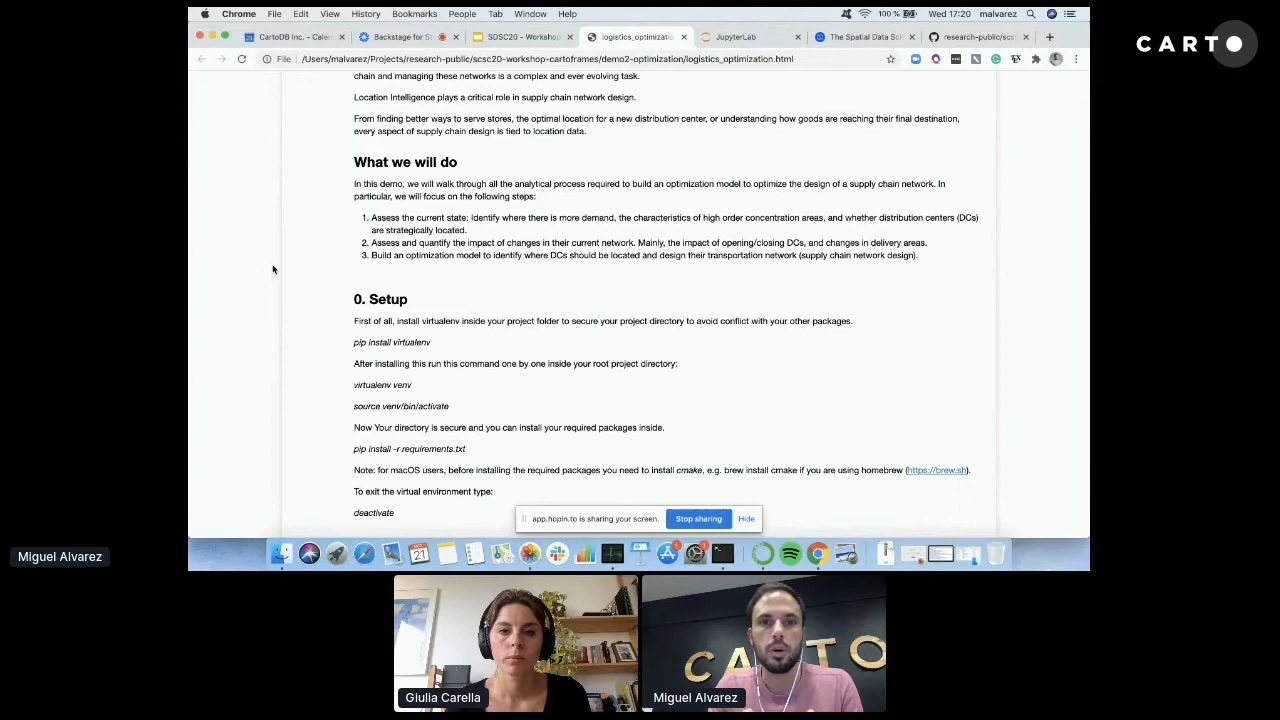 Chrome File Edit View History Bookmarks People Tab Window Help 100 % Wed 17:20 malvarez
CartoDB Inc. - Calen Backstage for S SDSC20 - Workshop logistics_optimizatio JupyterLab The Spatial Data Sci research-public/scs
File /Users/malvarez/Projects/research-public/scsc20-workshop-cartoframes/demo2-optimization/logistics_optimization.html
CARTO
chain and managing these networks is a complex and ever evolving task.
Location Intelligence plays a critical role in supply chain network design.
From finding better ways to serve stores, the optimal location for a new distribution center, or understanding how goods are reaching their final destination,
every aspect of supply chain design is tied to location data.
What we will do
In this demo, we will walk through all the analytical process required to build an optimization model to optimize the design of a supply chain network. In
particular, we will focus on the following steps:
1. Assess the current state: Identify where there is more demand, the characteristics of high order concentration areas, and whether distribution centers (DCs)
are strategically located.
2. Assess and quantify the impact of changes in their current network. Mainly, the impact of opening/closing DCs, and changes in delivery areas.
3. Build an optimization model to identify where DCs should be located and design their transportation network (supply chain network design).
0. Setup
First of all, install virtualenv inside your project folder to secure your project directory to avoid conflict with your other packages.
pip install virtualenv
After installing this run this command one by one inside your root project directory:
virtualenv venv
source venv/bin/activate
Now Your directory is secure and you can install your required packages inside.
pip install -r requirements.txt
Note: for macOS users, before installing the required packages you need to install cmake, e.g. brew install cmake if you are using homebrew (https://brew.sh).
To exit the virtual environment type:
deactivate
app.hopin.to is sharing your screen. Stop sharing Hide
Miguel Alvarez
CARTO
Giulia Carella
Miguel Alvarez